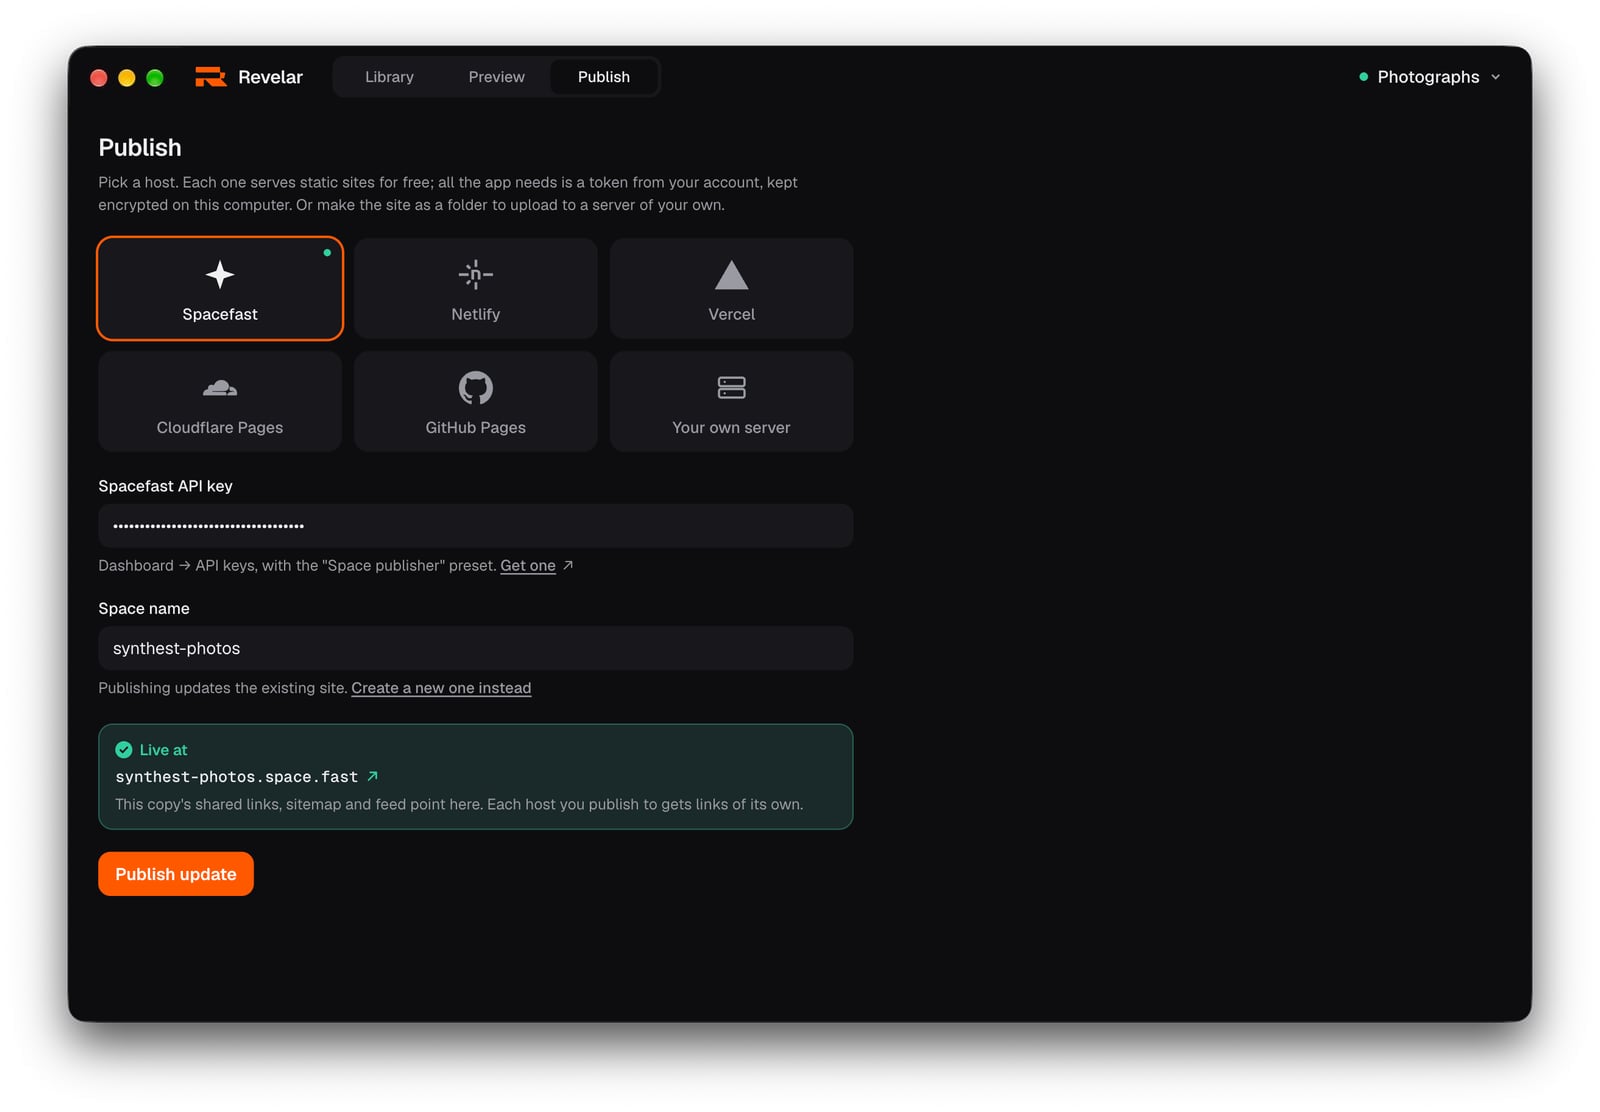 Revelar
Library
Preview
Publish
Photographs
Publish
Pick a host. Each one serves static sites for free; all the app needs is a token from your account, kept
encrypted on this computer. Or make the site as a folder to upload to a server of your own.
Spacefast
Netlify
Vercel
Cloudflare Pages
GitHub Pages
Your own server
Spacefast API key
••••••••••••••••••••••••••••••••••••
Dashboard → API keys, with the "Space publisher" preset. Get one ↗
Space name
synthest-photos
Publishing updates the existing site. Create a new one instead
Live at
synthest-photos.space.fast ↗
This copy's shared links, sitemap and feed point here. Each host you publish to gets links of its own.
Publish update